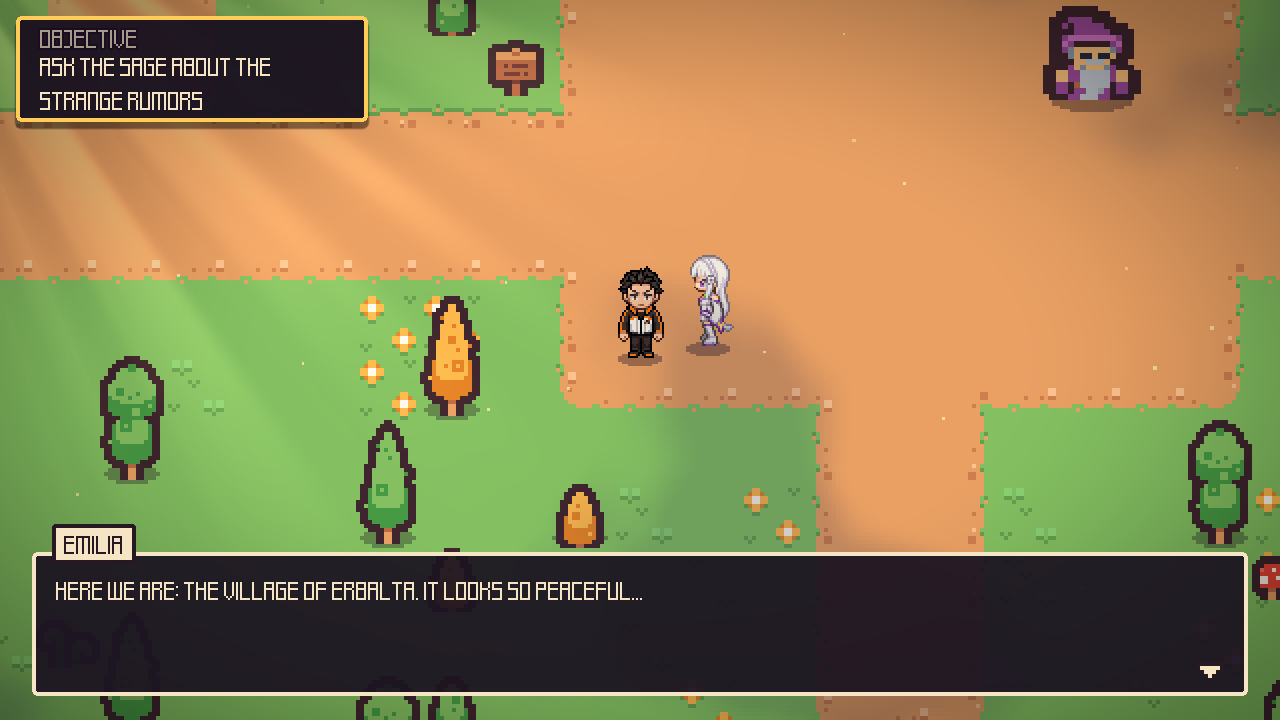 OBJECTIVE
ASK THE SAGE ABOUT THE
STRANGE RUMORS
EMILIA
HERE WE ARE: THE VILLAGE OF ERBALTA. IT LOOKS SO PEACEFUL...